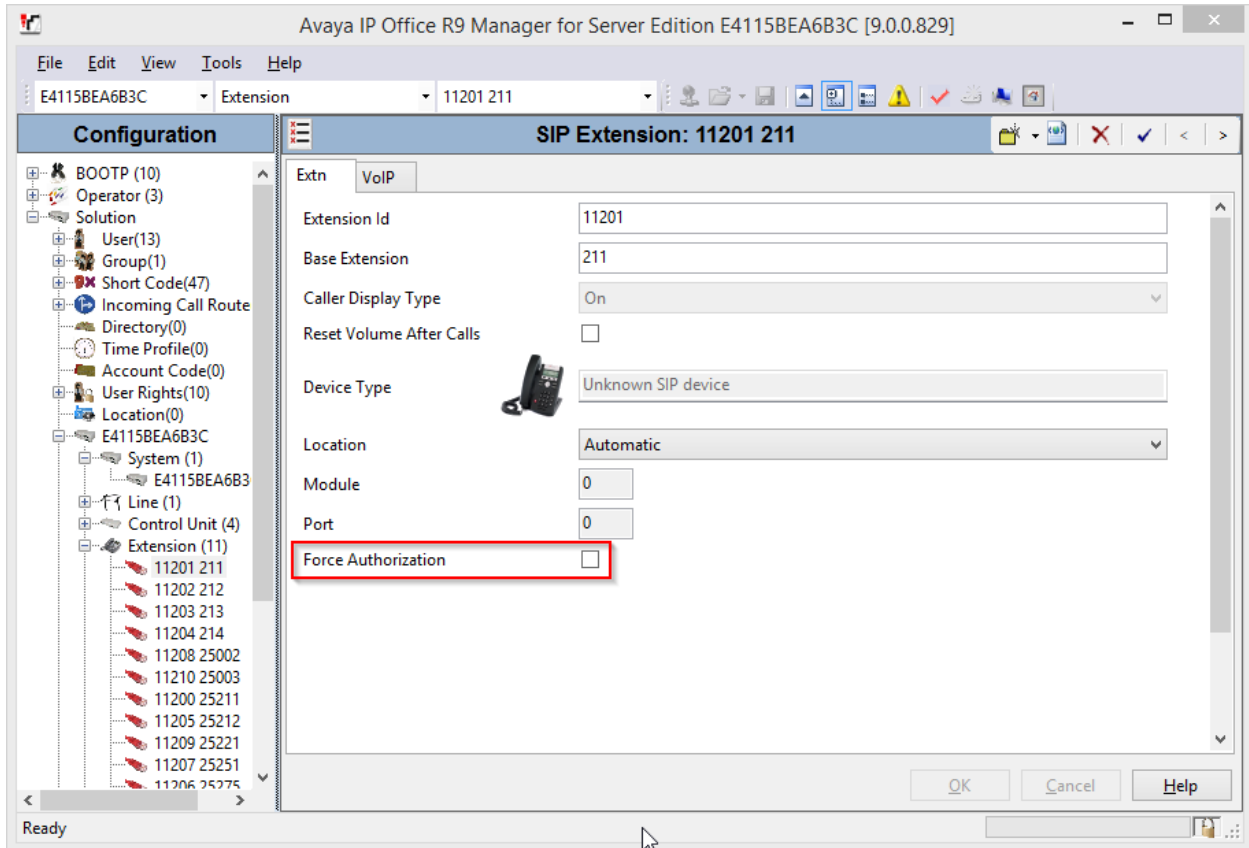 Avaya IP Office R9 Manager for Server Edition E4115BEA6B3C [9.0.0.829]
File Edit View Tools Help
E4115BEA6B3C Extension 11201 211
Configuration
BOOTP (10)
Operator (3)
Solution
User(13)
Group(1)
Short Code(47)
Incoming Call Route
Directory(0)
Time Profile(0)
Account Code(0)
User Rights(10)
Location(0)
E4115BEA6B3C
System (1)
E4115BEA6B3
Line (1)
Control Unit (4)
Extension (11)
11201 211
11202 212
11203 213
11204 214
11208 25002
11210 25003
11200 25211
11205 25212
11209 25221
11207 25251
11206 25275
SIP Extension: 11201 211
Extn VoIP
Extension Id 11201
Base Extension 211
Caller Display Type On
Reset Volume After Calls
Device Type Unknown SIP device
Location Automatic
Module 0
Port 0
Force Authorization
OK Cancel Help
Ready